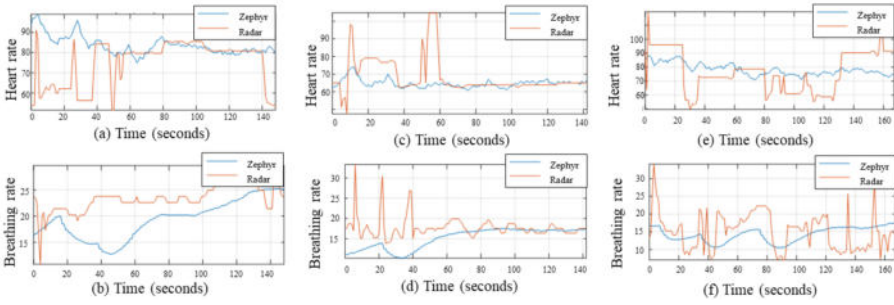 Heart rate
90
80
70
60
0 20 40 60 80 100 120 140
Zephyr
Radar
(a) Time (seconds)
Heart rate
90
80
70
60
0 20 40 60 80 100 120 140
Zephyr
Radar
(c) Time (seconds)
Heart rate
120
100
90
80
70
60
0 20 40 60 80 100 120 140 160
Zephyr
Radar
(e) Time (seconds)
Breathing rate
25
20
15
0 20 40 60 80 100 120 140
Zephyr
Radar
(b) Time (seconds)
Breathing rate
30
25
20
15
0 20 40 60 80 100 120 140
Zephyr
Radar
(d) Time (seconds)
Breathing rate
30
25
20
15
10
0 20 40 60 80 100 120 140 160
Zephyr
Radar
(f) Time (seconds)